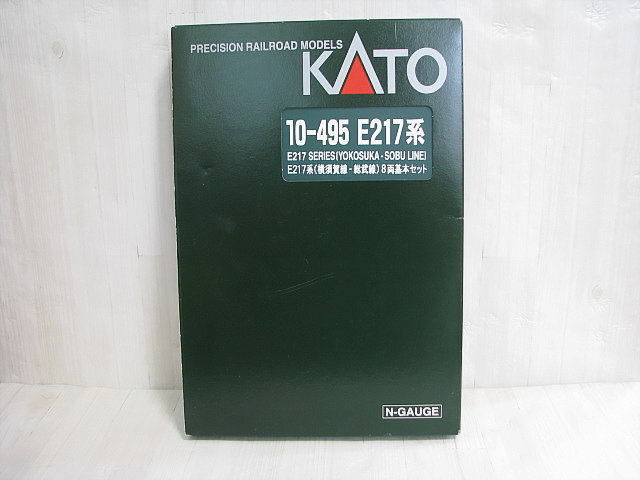 PRECISION RAILROAD MODELS
KATO
10-495 E217系
E217 SERIES(YOKOSUKA-SOBU LINE)
E217系(横須賀線-総武線)8両基本セット
N-GAUGE